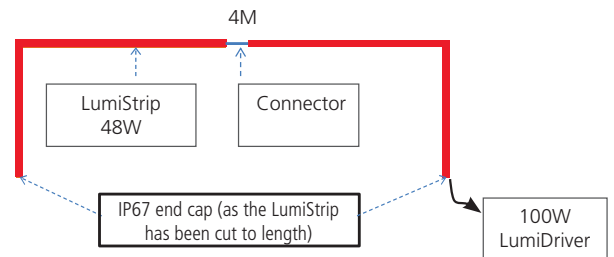 4M
LumiStrip
48W
Connector
IP67 end cap (as the LumiStrip
has been cut to length)
100W
LumiDriver